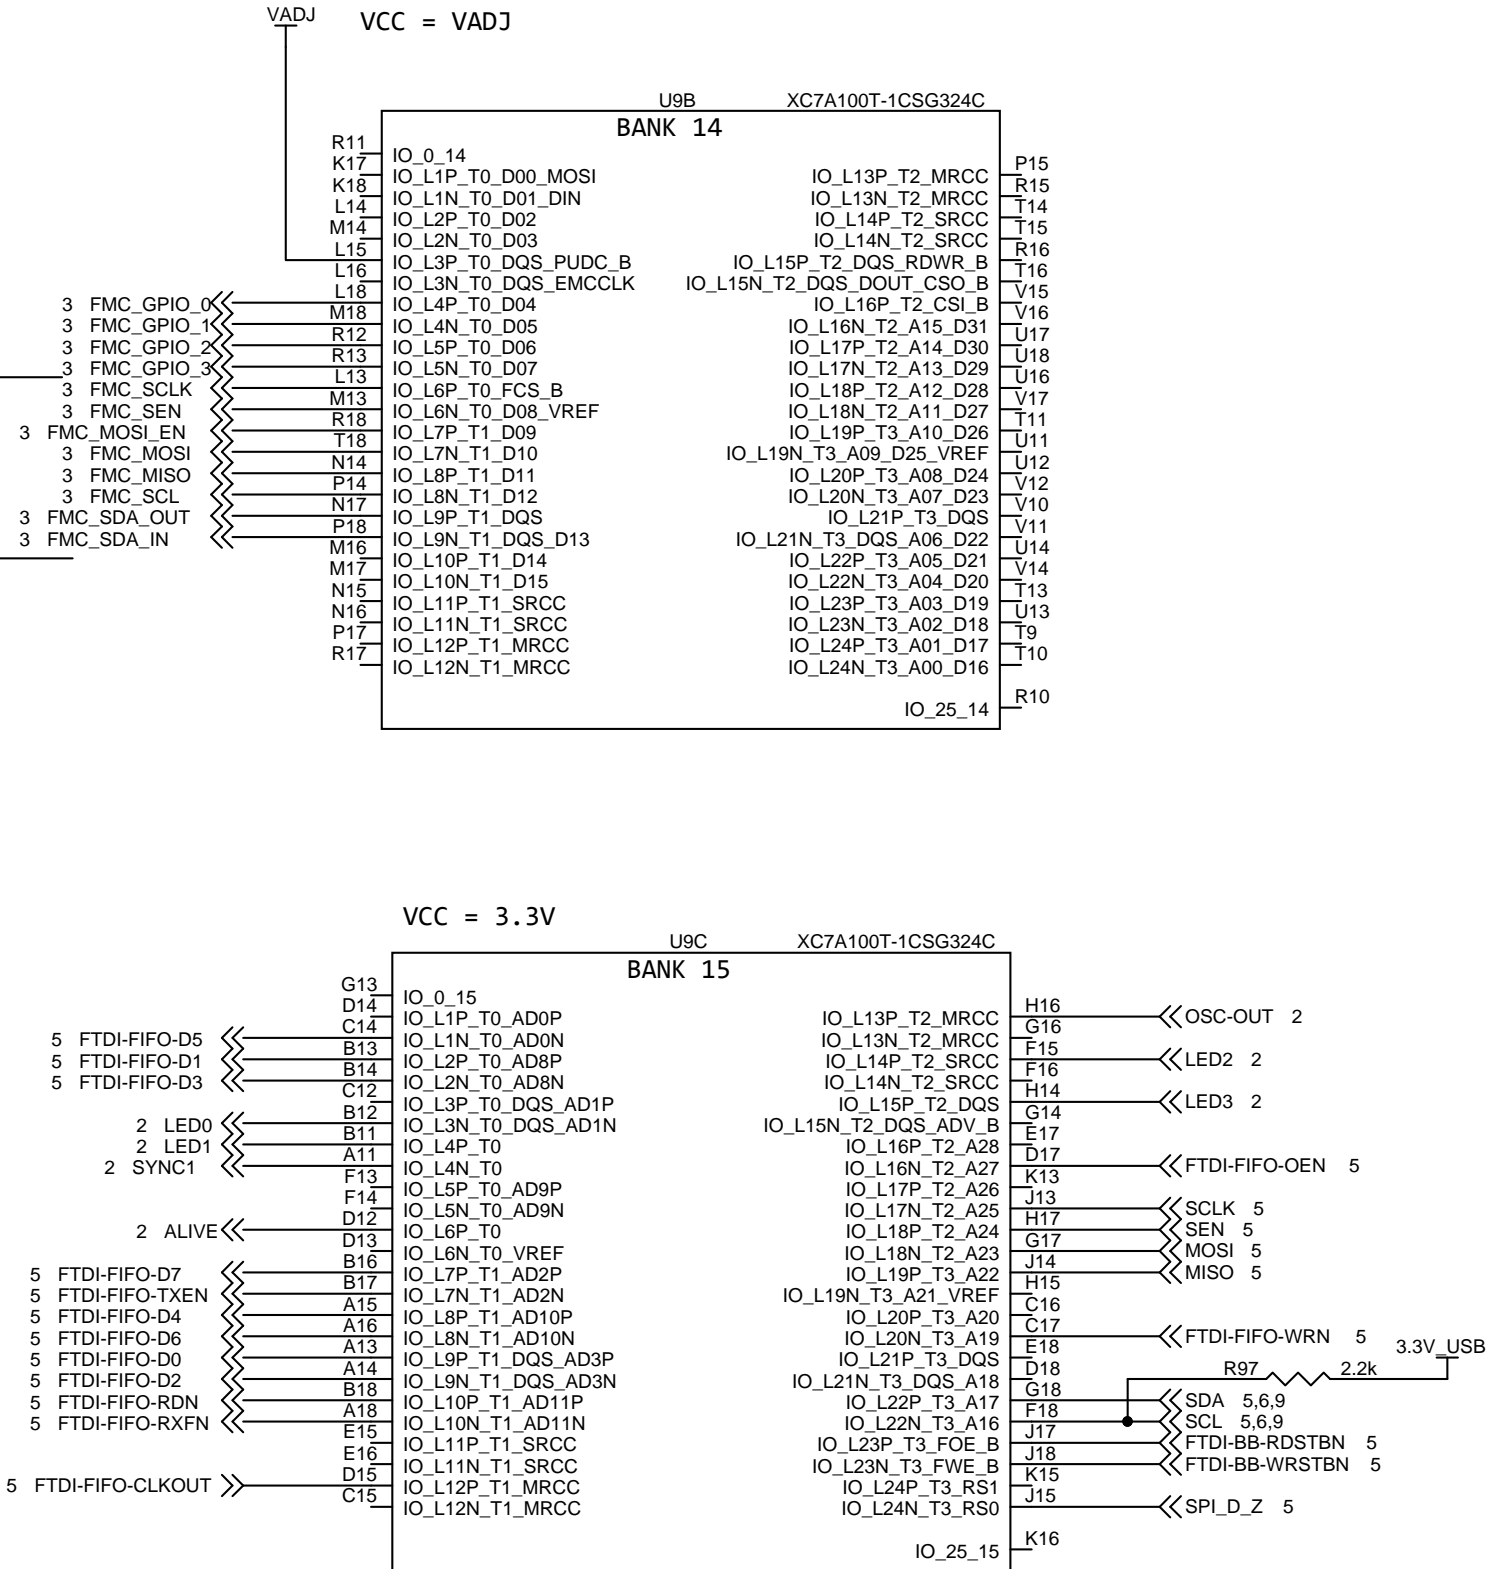 VADJ VCC = VADJ
U9B XC7A100T-1CSG324C
BANK 14
R11 IO_0_14
K17 IO_L1P_T0_D00_MOSI IO_L13P_T2_MRCC P15
K18 IO_L1N_T0_D01_DIN IO_L13N_T2_MRCC R15
L14 IO_L2P_T0_D02 IO_L14P_T2_SRCC T14
M14 IO_L2N_T0_D03 IO_L14N_T2_SRCC T15
L15 IO_L3P_T0_DQS_PUDC_B IO_L15P_T2_DQS_RDWR_B R16
L16 IO_L3N_T0_DQS_EMCCLK IO_L15N_T2_DQS_DOUT_CSO_B T16
3 FMC_GPIO_0 L18 IO_L4P_T0_D04 IO_L16P_T2_CSI_B V15
3 FMC_GPIO_1 M18 IO_L4N_T0_D05 IO_L16N_T2_A15_D31 V16
3 FMC_GPIO_2 R12 IO_L5P_T0_D06 IO_L17P_T2_A14_D30 U17
3 FMC_GPIO_3 R13 IO_L5N_T0_D07 IO_L17N_T2_A13_D29 U18
3 FMC_SCLK L13 IO_L6P_T0_FCS_B IO_L18P_T2_A12_D28 U16
3 FMC_SEN M13 IO_L6N_T0_D08_VREF IO_L18N_T2_A11_D27 V17
3 FMC_MOSI_EN R18 IO_L7P_T1_D09 IO_L19P_T3_A10_D26 T11
3 FMC_MOSI T18 IO_L7N_T1_D10 IO_L19N_T3_A09_D25_VREF U11
3 FMC_MISO N14 IO_L8P_T1_D11 IO_L20P_T3_A08_D24 U12
3 FMC_SCL P14 IO_L8N_T1_D12 IO_L20N_T3_A07_D23 V12
3 FMC_SDA_OUT N17 IO_L9P_T1_DQS IO_L21P_T3_DQS V10
3 FMC_SDA_IN P18 IO_L9N_T1_DQS_D13 IO_L21N_T3_DQS_A06_D22 V11
M16 IO_L10P_T1_D14 IO_L22P_T3_A05_D21 U14
M17 IO_L10N_T1_D15 IO_L22N_T3_A04_D20 V14
N15 IO_L11P_T1_SRCC IO_L23P_T3_A03_D19 T13
N16 IO_L11N_T1_SRCC IO_L23N_T3_A02_D18 U13
P17 IO_L12P_T1_MRCC IO_L24P_T3_A01_D17 T9
R17 IO_L12N_T1_MRCC IO_L24N_T3_A00_D16 T10
IO_25_14 R10
VCC = 3.3V
U9C XC7A100T-1CSG324C
BANK 15
G13 IO_0_15
D14 IO_L1P_T0_AD0P IO_L13P_T2_MRCC H16 OSC-OUT 2
5 FTDI-FIFO-D5 C14 IO_L1N_T0_AD0N IO_L13N_T2_MRCC G16
5 FTDI-FIFO-D1 B13 IO_L2P_T0_AD8P IO_L14P_T2_SRCC F15 LED2 2
5 FTDI-FIFO-D3 B14 IO_L2N_T0_AD8N IO_L14N_T2_SRCC F16
C12 IO_L3P_T0_DQS_AD1P IO_L15P_T2_DQS H14 LED3 2
2 LED0 B12 IO_L3N_T0_DQS_AD1N IO_L15N_T2_DQS_ADV_B G14
2 LED1 B11 IO_L4P_T0 IO_L16P_T2_A28 E17
2 SYNC1 A11 IO_L4N_T0 IO_L16N_T2_A27 D17 FTDI-FIFO-OEN 5
F13 IO_L5P_T0_AD9P IO_L17P_T2_A26 K13
F14 IO_L5N_T0_AD9N IO_L17N_T2_A25 J13 SCLK 5
2 ALIVE D12 IO_L6P_T0 IO_L18P_T2_A24 H17 SEN 5
D13 IO_L6N_T0_VREF IO_L18N_T2_A23 G17 MOSI 5
5 FTDI-FIFO-D7 B16 IO_L7P_T1_AD2P IO_L19P_T3_A22 J14 MISO 5
5 FTDI-FIFO-TXEN B17 IO_L7N_T1_AD2N IO_L19N_T3_A21_VREF H15
5 FTDI-FIFO-D4 A15 IO_L8P_T1_AD10P IO_L20P_T3_A20 C16
5 FTDI-FIFO-D6 A16 IO_L8N_T1_AD10N IO_L20N_T3_A19 C17 FTDI-FIFO-WRN 5
5 FTDI-FIFO-D0 A13 IO_L9P_T1_DQS_AD3P IO_L21P_T3_DQS E18 3.3V_USB
5 FTDI-FIFO-D2 A14 IO_L9N_T1_DQS_AD3N IO_L21N_T3_DQS_A18 D18 R97 2.2k
5 FTDI-FIFO-RDN B18 IO_L10P_T1_AD11P IO_L22P_T3_A17 G18 SDA 5,6,9
5 FTDI-FIFO-RXFN A18 IO_L10N_T1_AD11N IO_L22N_T3_A16 F18 SCL 5,6,9
E15 IO_L11P_T1_SRCC IO_L23P_T3_FOE_B J17 FTDI-BB-RDSTBN 5
E16 IO_L11N_T1_SRCC IO_L23N_T3_FWE_B J18 FTDI-BB-WRSTBN 5
5 FTDI-FIFO-CLKOUT D15 IO_L12P_T1_MRCC IO_L24P_T3_RS1 K15
C15 IO_L12N_T1_MRCC IO_L24N_T3_RS0 J15 SPI_D_Z 5
IO_25_15 K16